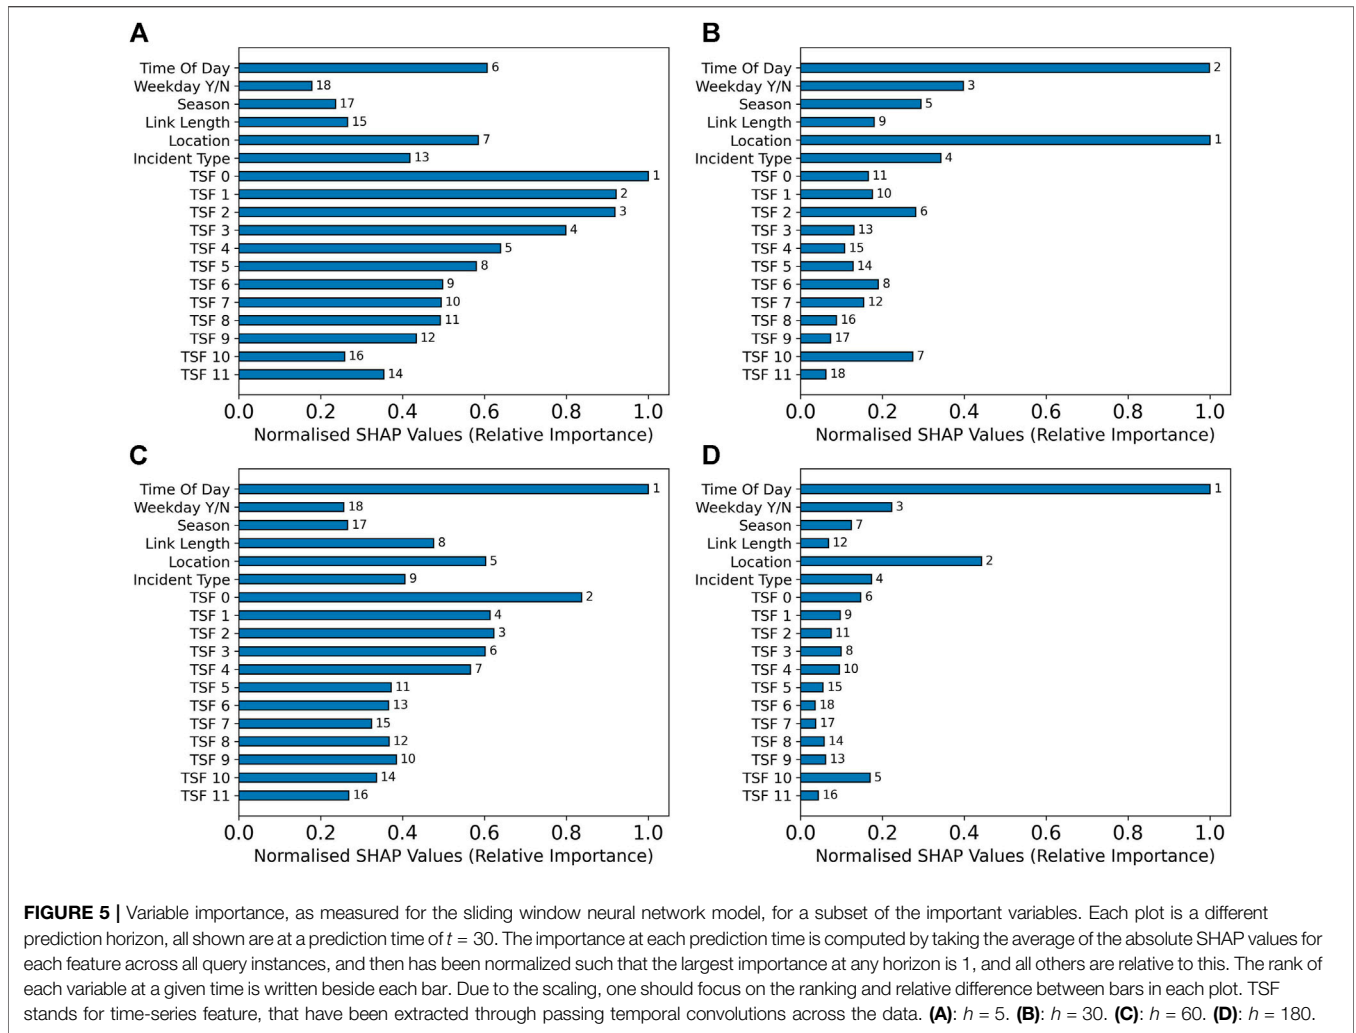 A
Time Of Day 6
Weekday Y/N 18
Season 17
Link Length 15
Location 7
Incident Type 13
TSF 0 1
TSF 1 2
TSF 2 3
TSF 3 4
TSF 4 5
TSF 5 8
TSF 6 9
TSF 7 10
TSF 8 11
TSF 9 12
TSF 10 16
TSF 11 14
0.0 0.2 0.4 0.6 0.8 1.0
Normalised SHAP Values (Relative Importance)
B
Time Of Day 2
Weekday Y/N 3
Season 5
Link Length 9
Location 1
Incident Type 4
TSF 0 11
TSF 1 10
TSF 2 6
TSF 3 13
TSF 4 15
TSF 5 14
TSF 6 8
TSF 7 12
TSF 8 16
TSF 9 17
TSF 10 7
TSF 11 18
0.0 0.2 0.4 0.6 0.8 1.0
Normalised SHAP Values (Relative Importance)
C
Time Of Day 1
Weekday Y/N 18
Season 17
Link Length 8
Location 5
Incident Type 9
TSF 0 2
TSF 1 4
TSF 2 3
TSF 3 6
TSF 4 7
TSF 5 11
TSF 6 13
TSF 7 15
TSF 8 12
TSF 9 10
TSF 10 14
TSF 11 16
0.0 0.2 0.4 0.6 0.8 1.0
Normalised SHAP Values (Relative Importance)
D
Time Of Day 1
Weekday Y/N 3
Season 7
Link Length 12
Location 2
Incident Type 4
TSF 0 6
TSF 1 9
TSF 2 11
TSF 3 8
TSF 4 10
TSF 5 15
TSF 6 18
TSF 7 17
TSF 8 14
TSF 9 13
TSF 10 5
TSF 11 16
0.0 0.2 0.4 0.6 0.8 1.0
Normalised SHAP Values (Relative Importance)
FIGURE 5 | Variable importance, as measured for the sliding window neural network model, for a subset of the important variables. Each plot is a different
prediction horizon, all shown are at a prediction time of t = 30. The importance at each prediction time is computed by taking the average of the absolute SHAP values for
each feature across all query instances, and then has been normalized such that the largest importance at any horizon is 1, and all others are relative to this. The rank of
each variable at a given time is written beside each bar. Due to the scaling, one should focus on the ranking and relative difference between bars in each plot. TSF
stands for time-series feature, that have been extracted through passing temporal convolutions across the data. (A): h = 5. (B): h = 30. (C): h = 60. (D): h = 180.